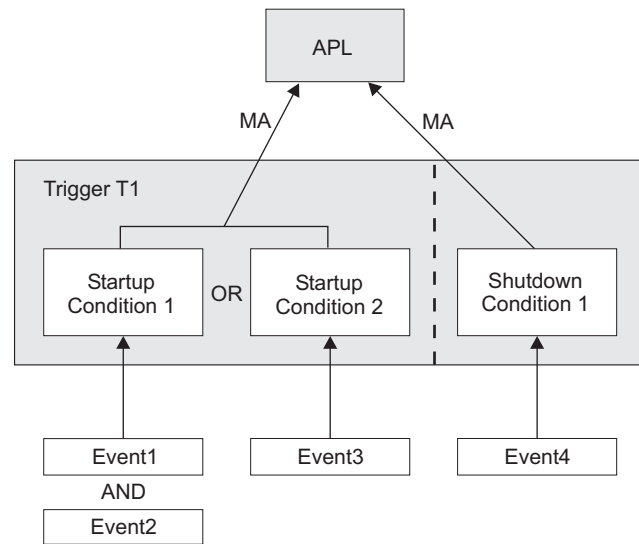 APL
MA
MA
Trigger T1
Startup
Condition 1
OR
Startup
Condition 2
Shutdown
Condition 1
Event1
AND
Event2
Event3
Event4